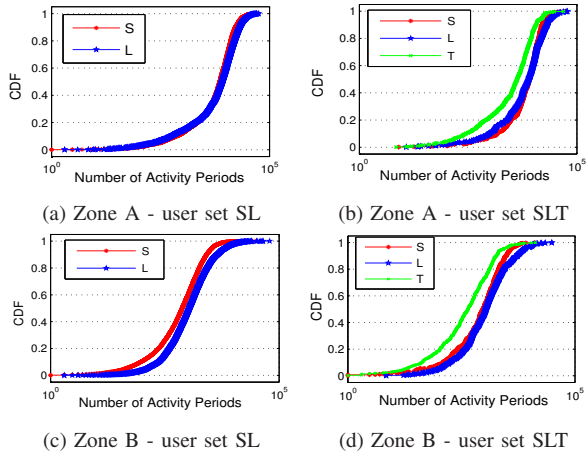 1
0.8
0.6
0.4
0.2
0
CDF
S
L
10^0
10^5
Number of Activity Periods
(a) Zone A - user set SL
1
0.8
0.6
0.4
0.2
0
CDF
S
L
T
10^0
10^5
Number of Activity Periods
(b) Zone A - user set SLT
1
0.8
0.6
0.4
0.2
0
CDF
S
L
10^0
10^5
Number of Activity Periods
(c) Zone B - user set SL
1
0.8
0.6
0.4
0.2
0
CDF
S
L
T
10^0
10^5
Number of Activity Periods
(d) Zone B - user set SLT